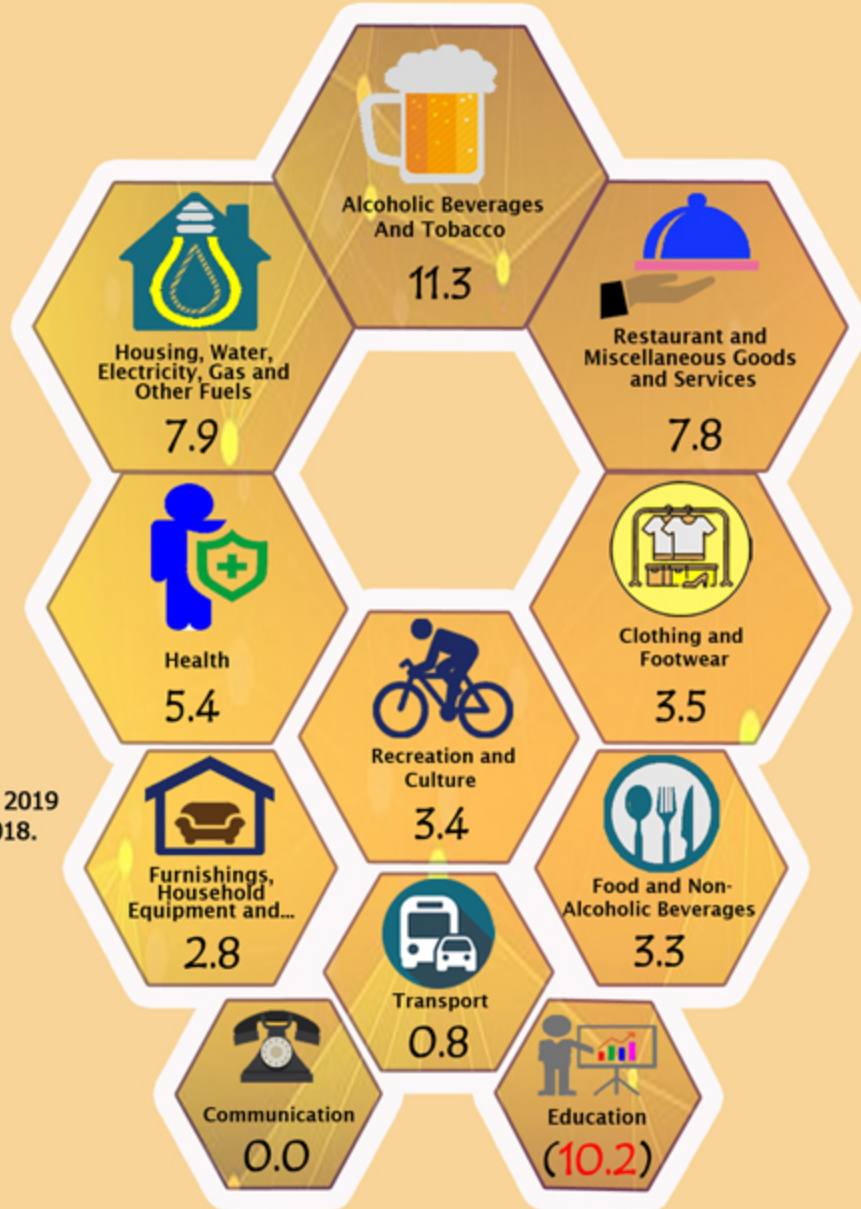 Alcoholic Beverages
And Tobacco
11.3
Housing, Water,
Electricity, Gas and
Other Fuels
7.9
Restaurant and
Miscellaneous Goods
and Services
7.8
Health
5.4
Clothing and
Footwear
3.5
Recreation and
Culture
3.4
2019
018.
Furnishings,
Household
Equipment and...
2.8
Food and Non-
Alcoholic Beverages
3.3
Transport
0.8
Communication
0.0
Education
(10.2)